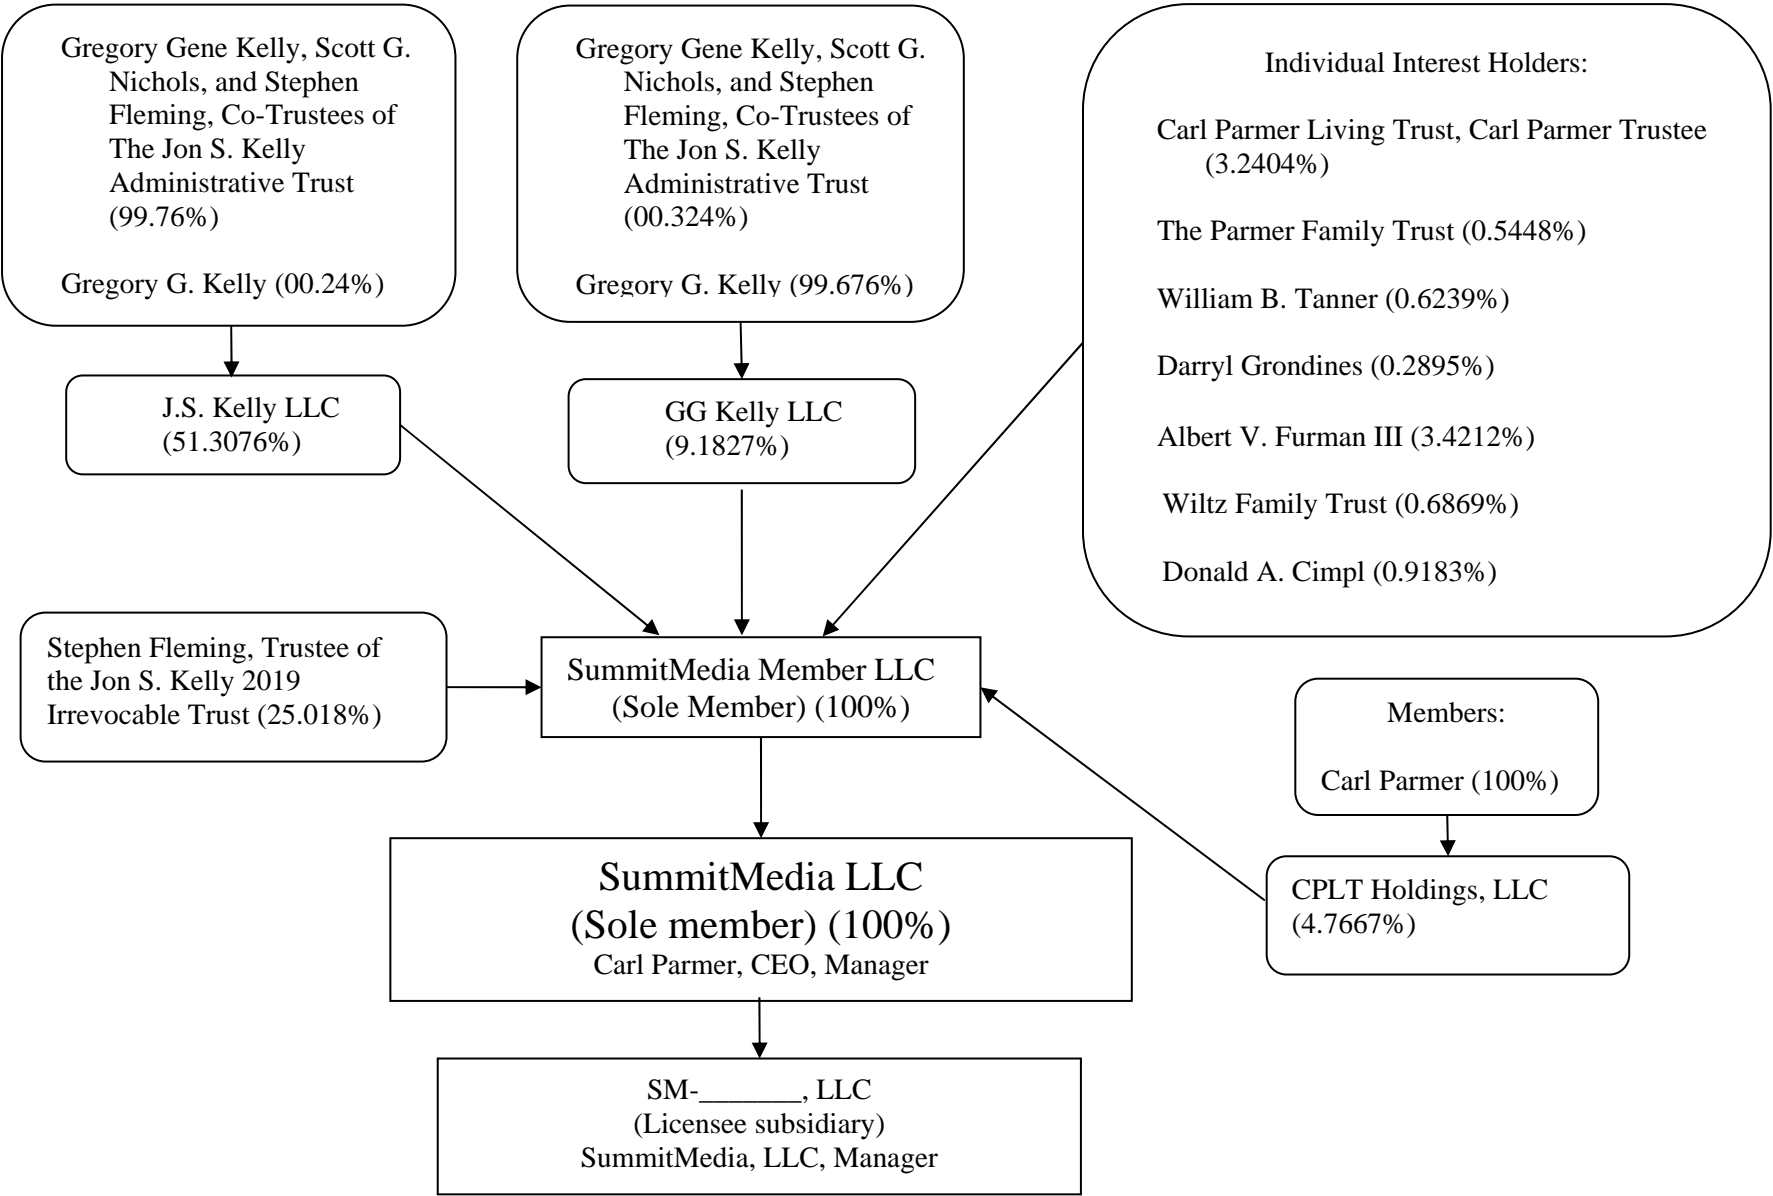 Gregory Gene Kelly, Scott G.
Nichols, and Stephen
Fleming, Co-Trustees of
The Jon S. Kelly
Administrative Trust
(99.76%)
Gregory G. Kelly (00.24%)
Gregory Gene Kelly, Scott G.
Nichols, and Stephen
Fleming, Co-Trustees of
The Jon S. Kelly
Administrative Trust
(00.324%)
Gregory G. Kelly (99.676%)
Individual Interest Holders:
Carl Parmer Living Trust, Carl Parmer Trustee
(3.2404%)
The Parmer Family Trust (0.5448%)
William B. Tanner (0.6239%)
Darryl Grondines (0.2895%)
Albert V. Furman III (3.4212%)
Wiltz Family Trust (0.6869%)
Donald A. Cimpl (0.9183%)
J.S. Kelly LLC
(51.3076%)
GG Kelly LLC
(9.1827%)
Stephen Fleming, Trustee of
the Jon S. Kelly 2019
Irrevocable Trust (25.018%)
SummitMedia Member LLC
(Sole Member) (100%)
Members:
Carl Parmer (100%)
CPLT Holdings, LLC
(4.7667%)
SummitMedia LLC
(Sole member) (100%)
Carl Parmer, CEO, Manager
SM-_______, LLC
(Licensee subsidiary)
SummitMedia, LLC, Manager